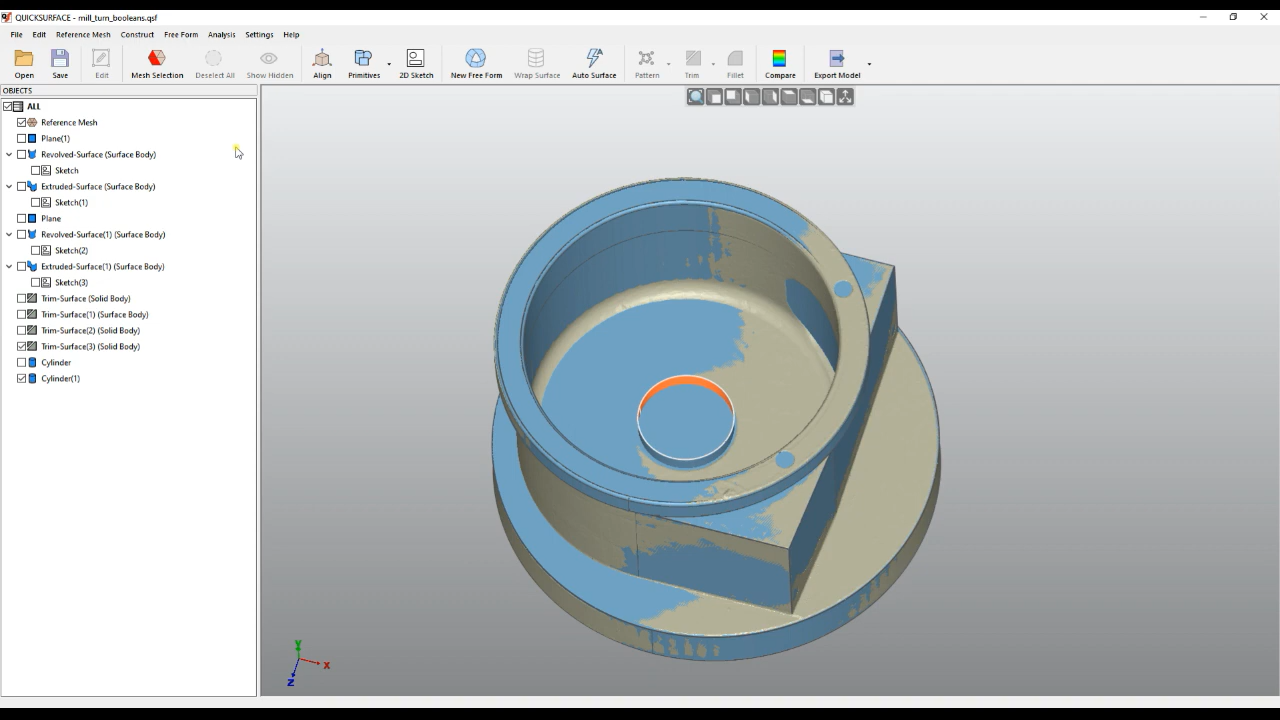 QUICKSURFACE - mill_turn_booleans.qsf
File Edit Reference Mesh Construct Free Form Analysis Settings Help
Open Save Edit Mesh Selection Deselect All Show Hidden Align Primitives 2D Sketch New Free Form Wrap Surface Auto Surface Pattern Trim Fillet Compare Export Model
OBJECTS
ALL
Reference Mesh
Plane(1)
Revolved-Surface (Surface Body)
Sketch
Extruded-Surface (Surface Body)
Sketch(1)
Plane
Revolved-Surface(1) (Surface Body)
Sketch(2)
Extruded-Surface(1) (Surface Body)
Sketch(3)
Trim-Surface (Solid Body)
Trim-Surface(1) (Surface Body)
Trim-Surface(2) (Solid Body)
Trim-Surface(3) (Solid Body)
Cylinder
Cylinder(1)
Y
X
Z